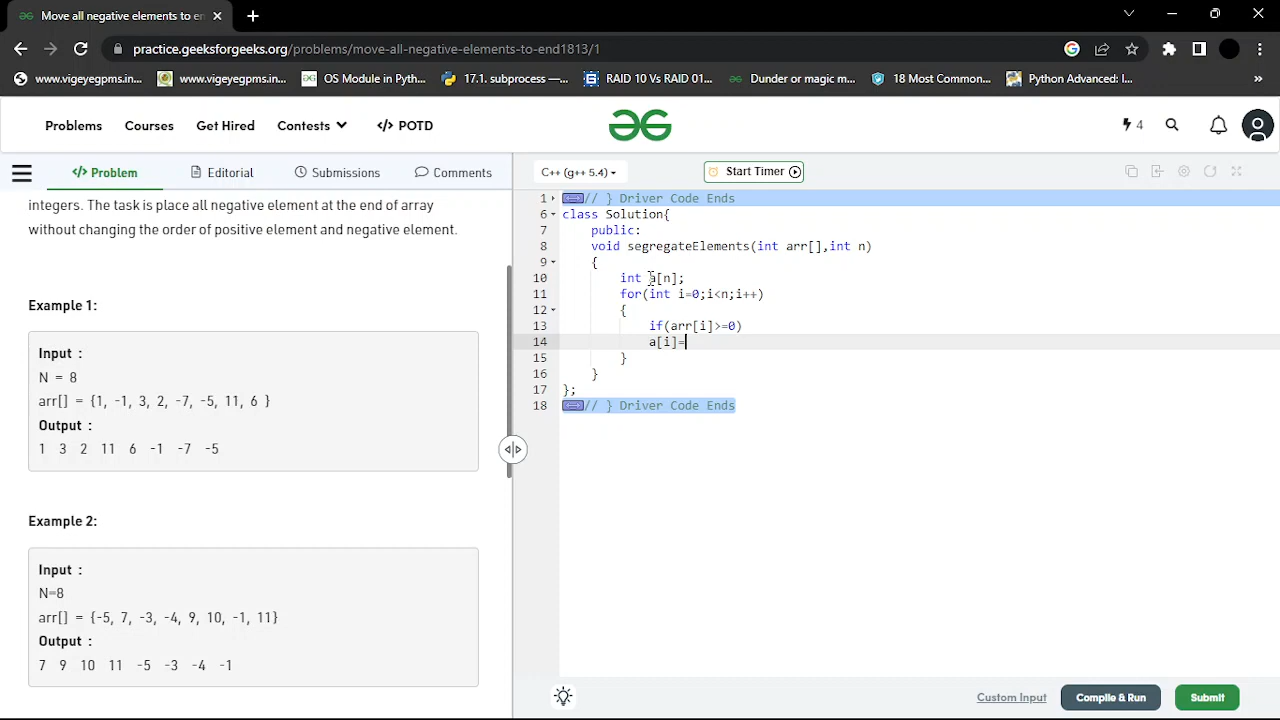 Move all negative elements to en
practice.geeksforgeeks.org/problems/move-all-negative-elements-to-end1813/1
www.vigeyegpms.in... www.vigeyegpms.in... OS Module in Pyth... 17.1. subprocess —... RAID 10 Vs RAID 01... Dunder or magic m... 18 Most Common... Python Advanced: I... »
Problems Courses Get Hired Contests </> POTD 4
</> Problem Editorial Submissions Comments
C++ (g++ 5.4) Start Timer
integers. The task is place all negative element at the end of array
without changing the order of positive element and negative element.
Example 1:
Input :
N = 8
arr[] = {1, -1, 3, 2, -7, -5, 11, 6 }
Output :
1 3 2 11 6 -1 -7 -5
Example 2:
Input :
N=8
arr[] = {-5, 7, -3, -4, 9, 10, -1, 11}
Output :
7 9 10 11 -5 -3 -4 -1
1 // } Driver Code Ends
6 class Solution{
7 public:
8 void segregateElements(int arr[],int n)
9 {
10 int a[n];
11 for(int i=0;i<n;i++)
12 {
13 if(arr[i]>=0)
14 a[i]=
15 }
16 }
17 };
18 // } Driver Code Ends
Custom Input Compile & Run Submit